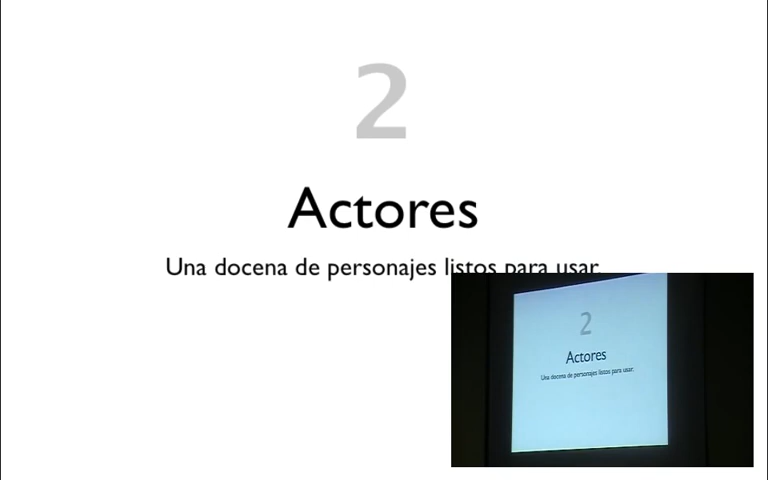 2
Actores
Una docena de personajes listos para usar.
2
Actores
Una docena de personajes listos para usar.